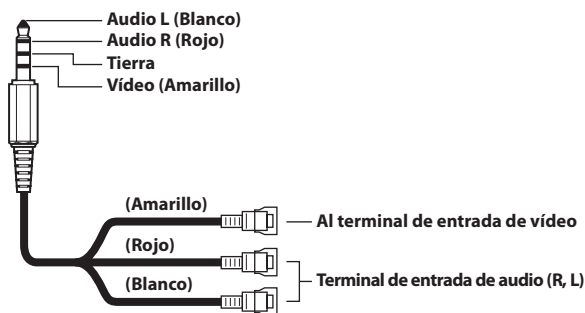 Audio L (Blanco)
Audio R (Rojo)
Tierra
Vídeo (Amarillo)
(Amarillo)
Al terminal de entrada de vídeo
(Rojo)
Terminal de entrada de audio (R, L)
(Blanco)